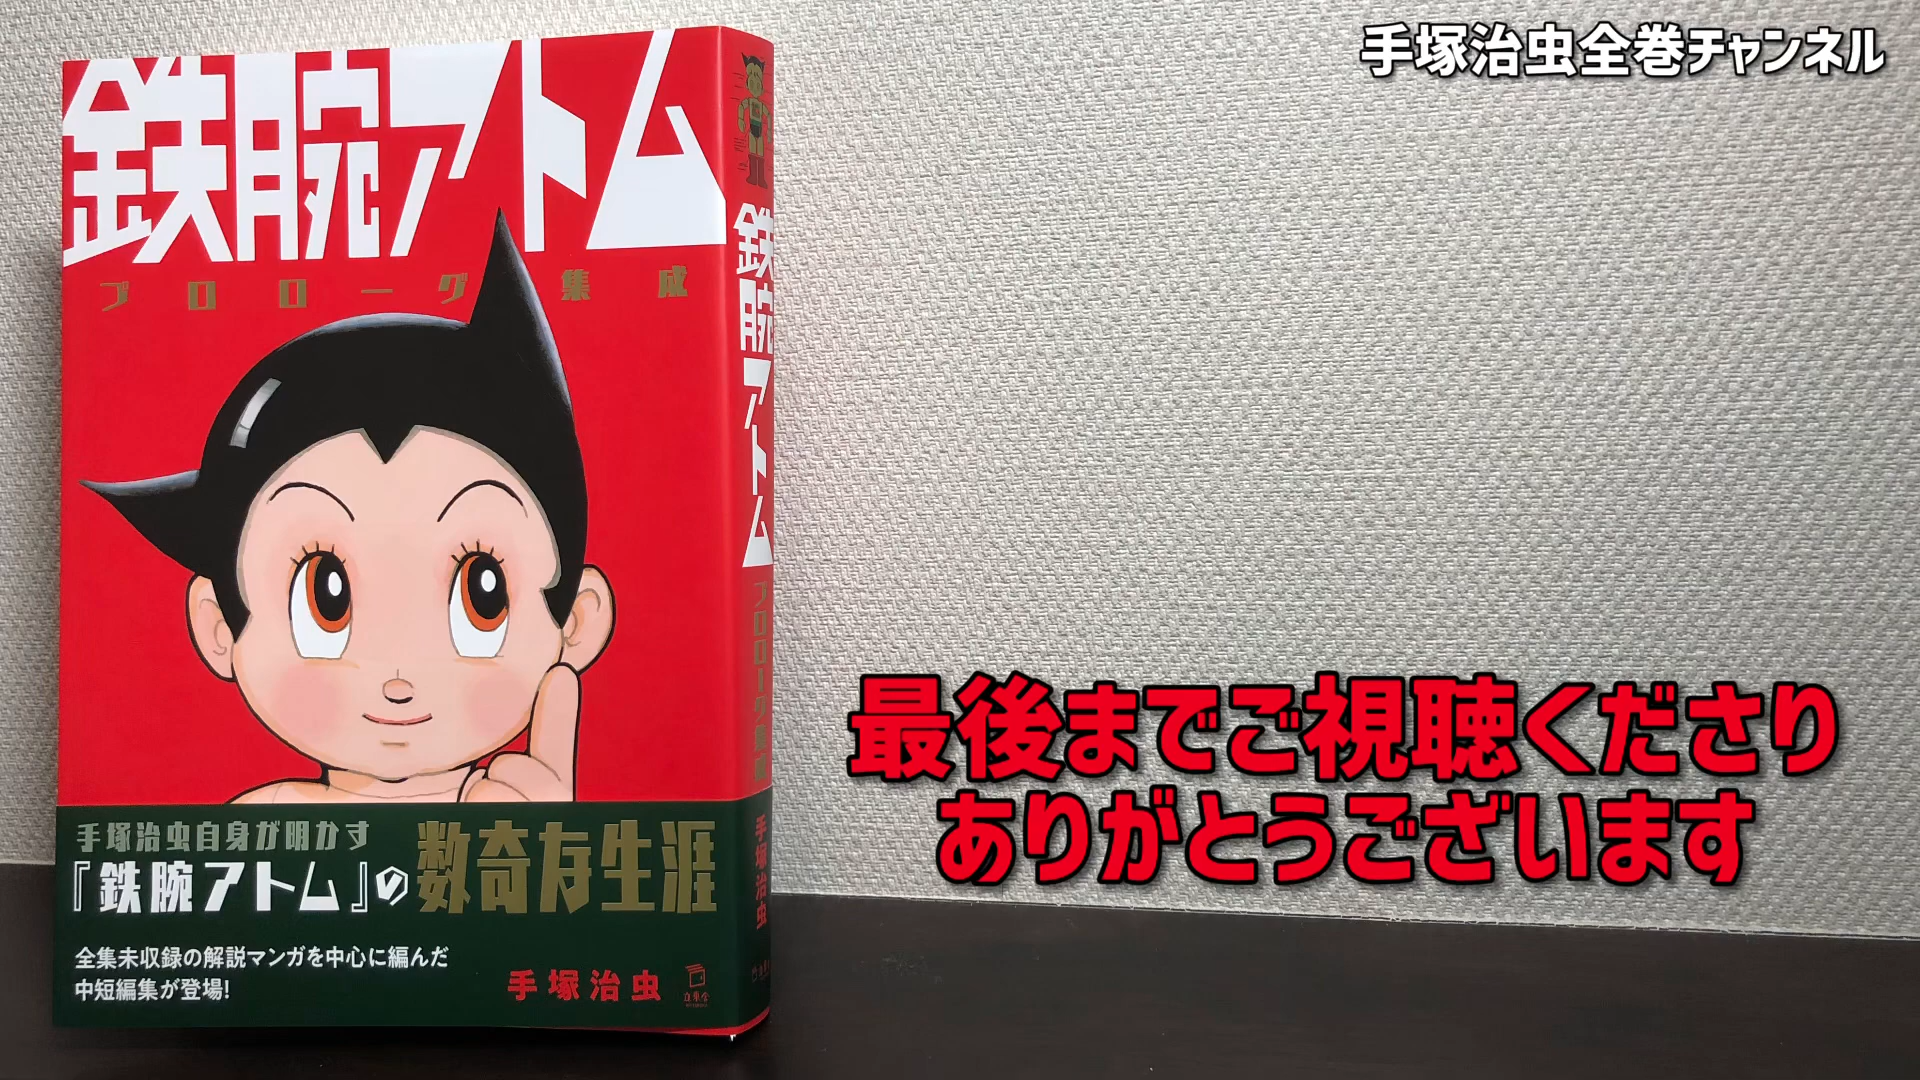 手塚治虫全巻チャンネル
鉄腕アトム
プロローグ集成
手塚治虫自身が明かす
『鉄腕アトム』の数奇な生涯
全集未収録の解説マンガを中心に編んだ
中短編集が登場!
手塚治虫
立東舎
鉄腕アトム
プロローグ集成
手塚治虫
最後までご視聴くださり
ありがとうございます